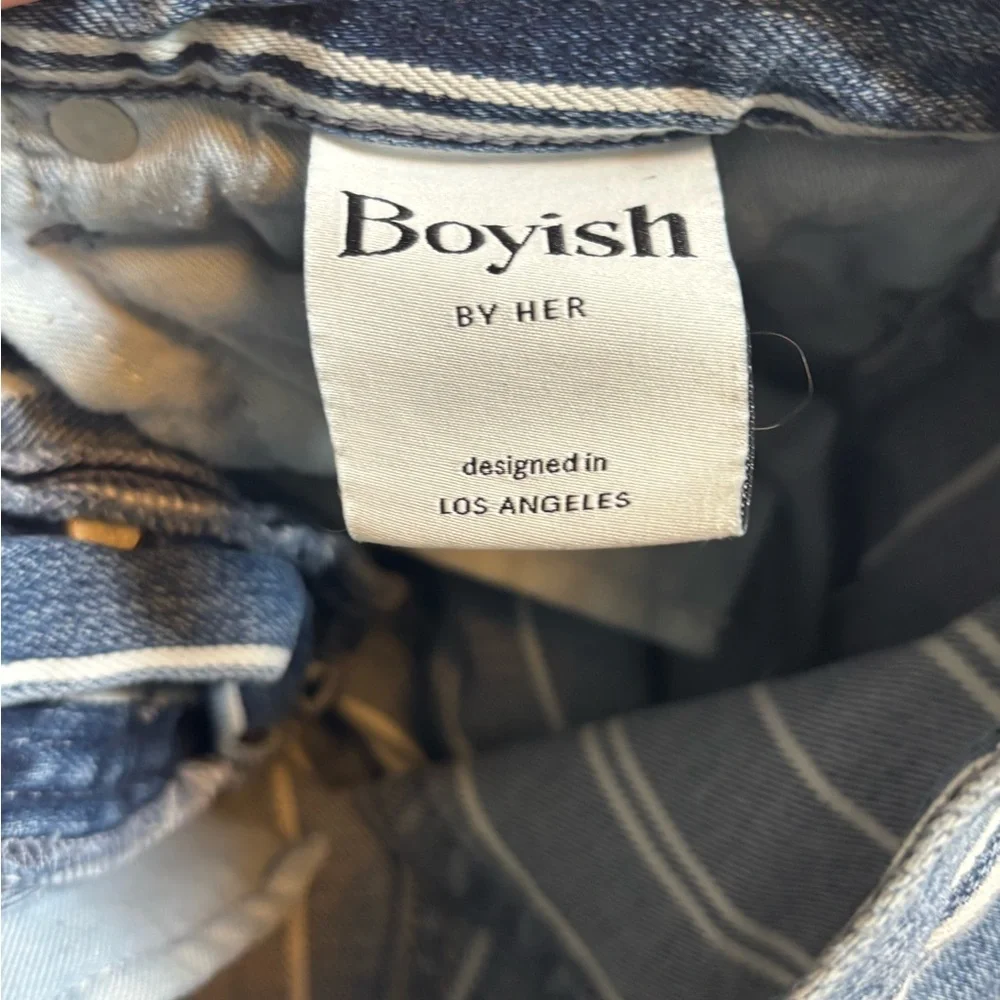 Boyish
BY HER
designed in
LOS ANGELES